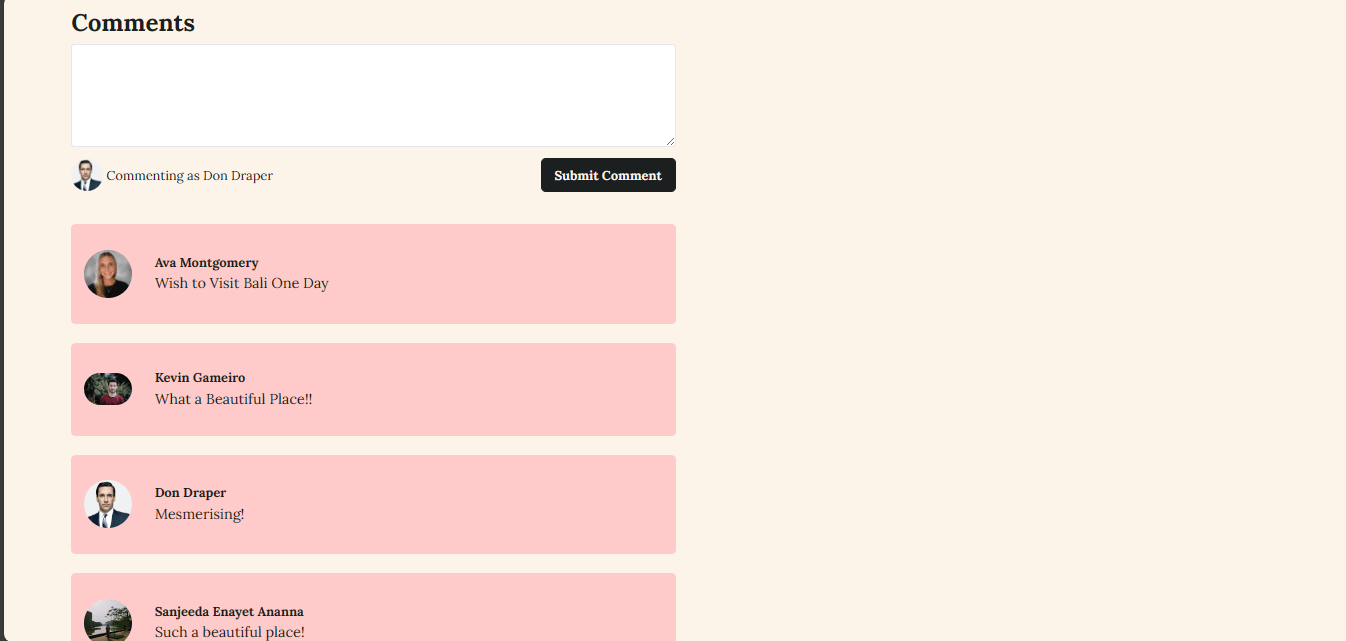 Comments
Commenting as Don Draper
Submit Comment
Ava Montgomery
Wish to Visit Bali One Day
Kevin Gameiro
What a Beautiful Place!!
Don Draper
Mesmerising!
Sanjeeda Enayet Ananna
Such a beautiful place!